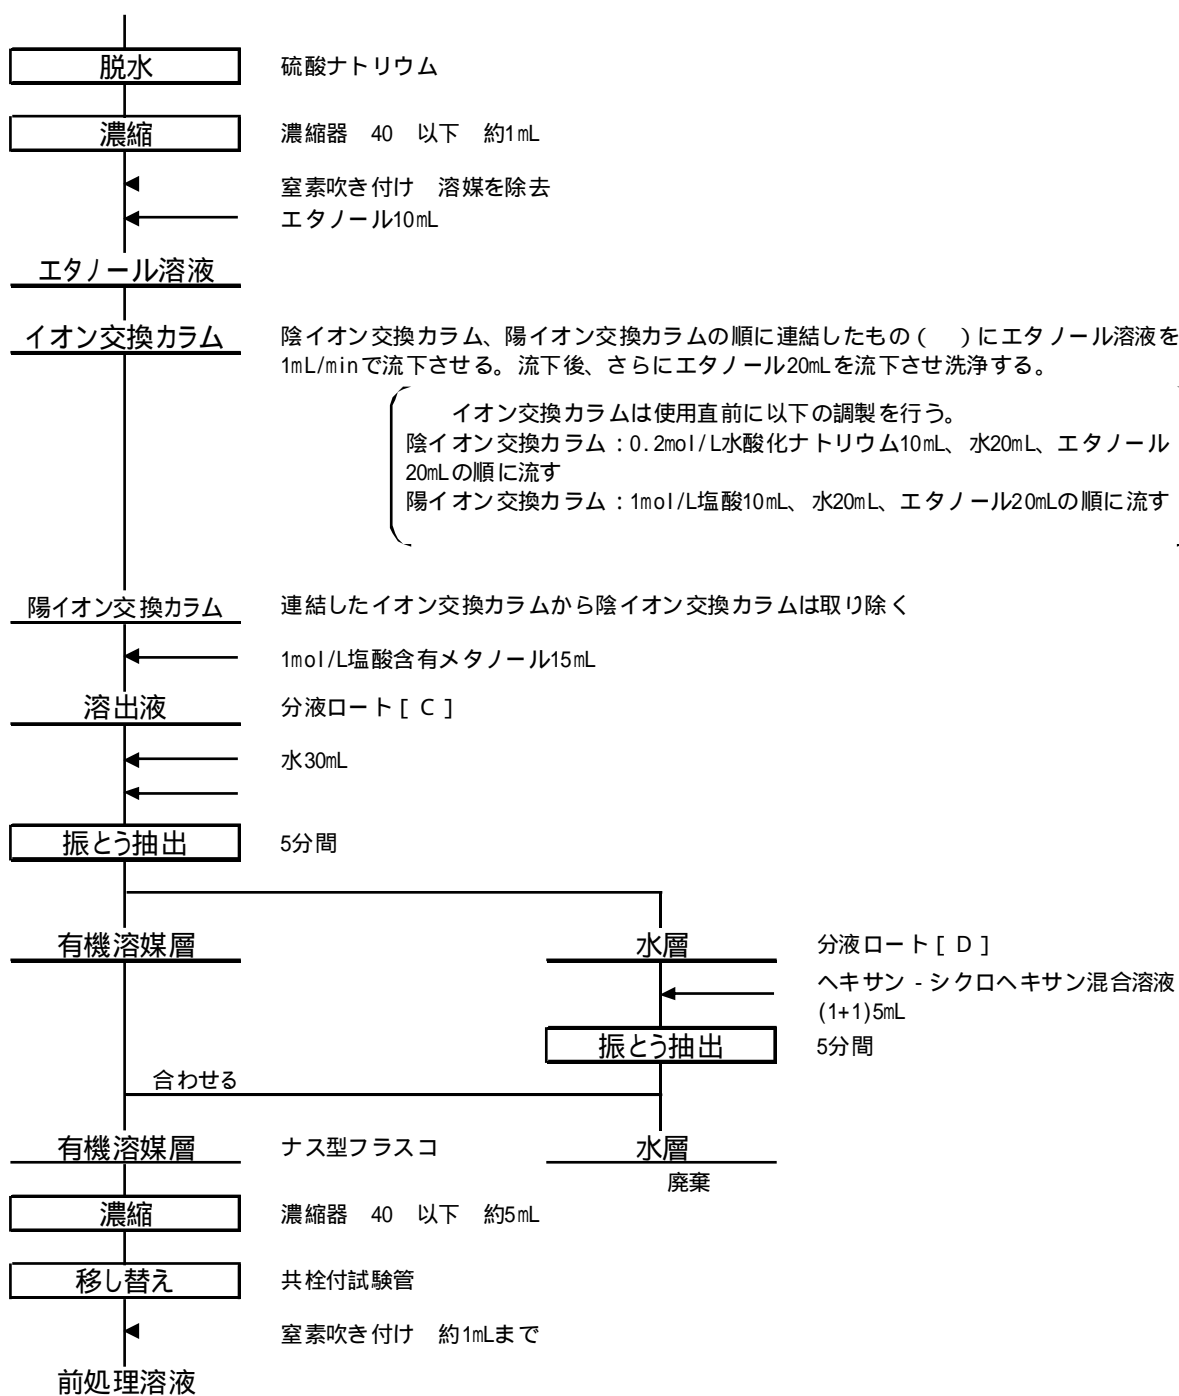 脱水 硫酸ナトリウム
濃縮 濃縮器 40 以下 約1mL
窒素吹き付け 溶媒を除去
エタノール10mL
エタノール溶液
イオン交換カラム 陰イオン交換カラム、陽イオン交換カラムの順に連結したもの( )にエタノール溶液を
1mL/minで流下させる。流下後、さらにエタノール20mLを流下させ洗浄する。
イオン交換カラムは使用直前に以下の調製を行う。
陰イオン交換カラム:0.2mol/L水酸化ナトリウム10mL、水20mL、エタノール
20mLの順に流す
陽イオン交換カラム:1mol/L塩酸10mL、水20mL、エタノール20mLの順に流す
陽イオン交換カラム 連結したイオン交換カラムから陰イオン交換カラムは取り除く
1mol/L塩酸含有メタノール15mL
溶出液 分液ロート[C]
水30mL
振とう抽出 5分間
有機溶媒層 水層 分液ロート[D]
ヘキサン-シクロヘキサン混合溶液
(1+1)5mL
振とう抽出 5分間
合わせる
有機溶媒層 ナス型フラスコ 水層
廃棄
濃縮 濃縮器 40 以下 約5mL
移し替え 共栓付試験管
窒素吹き付け 約1mLまで
前処理溶液